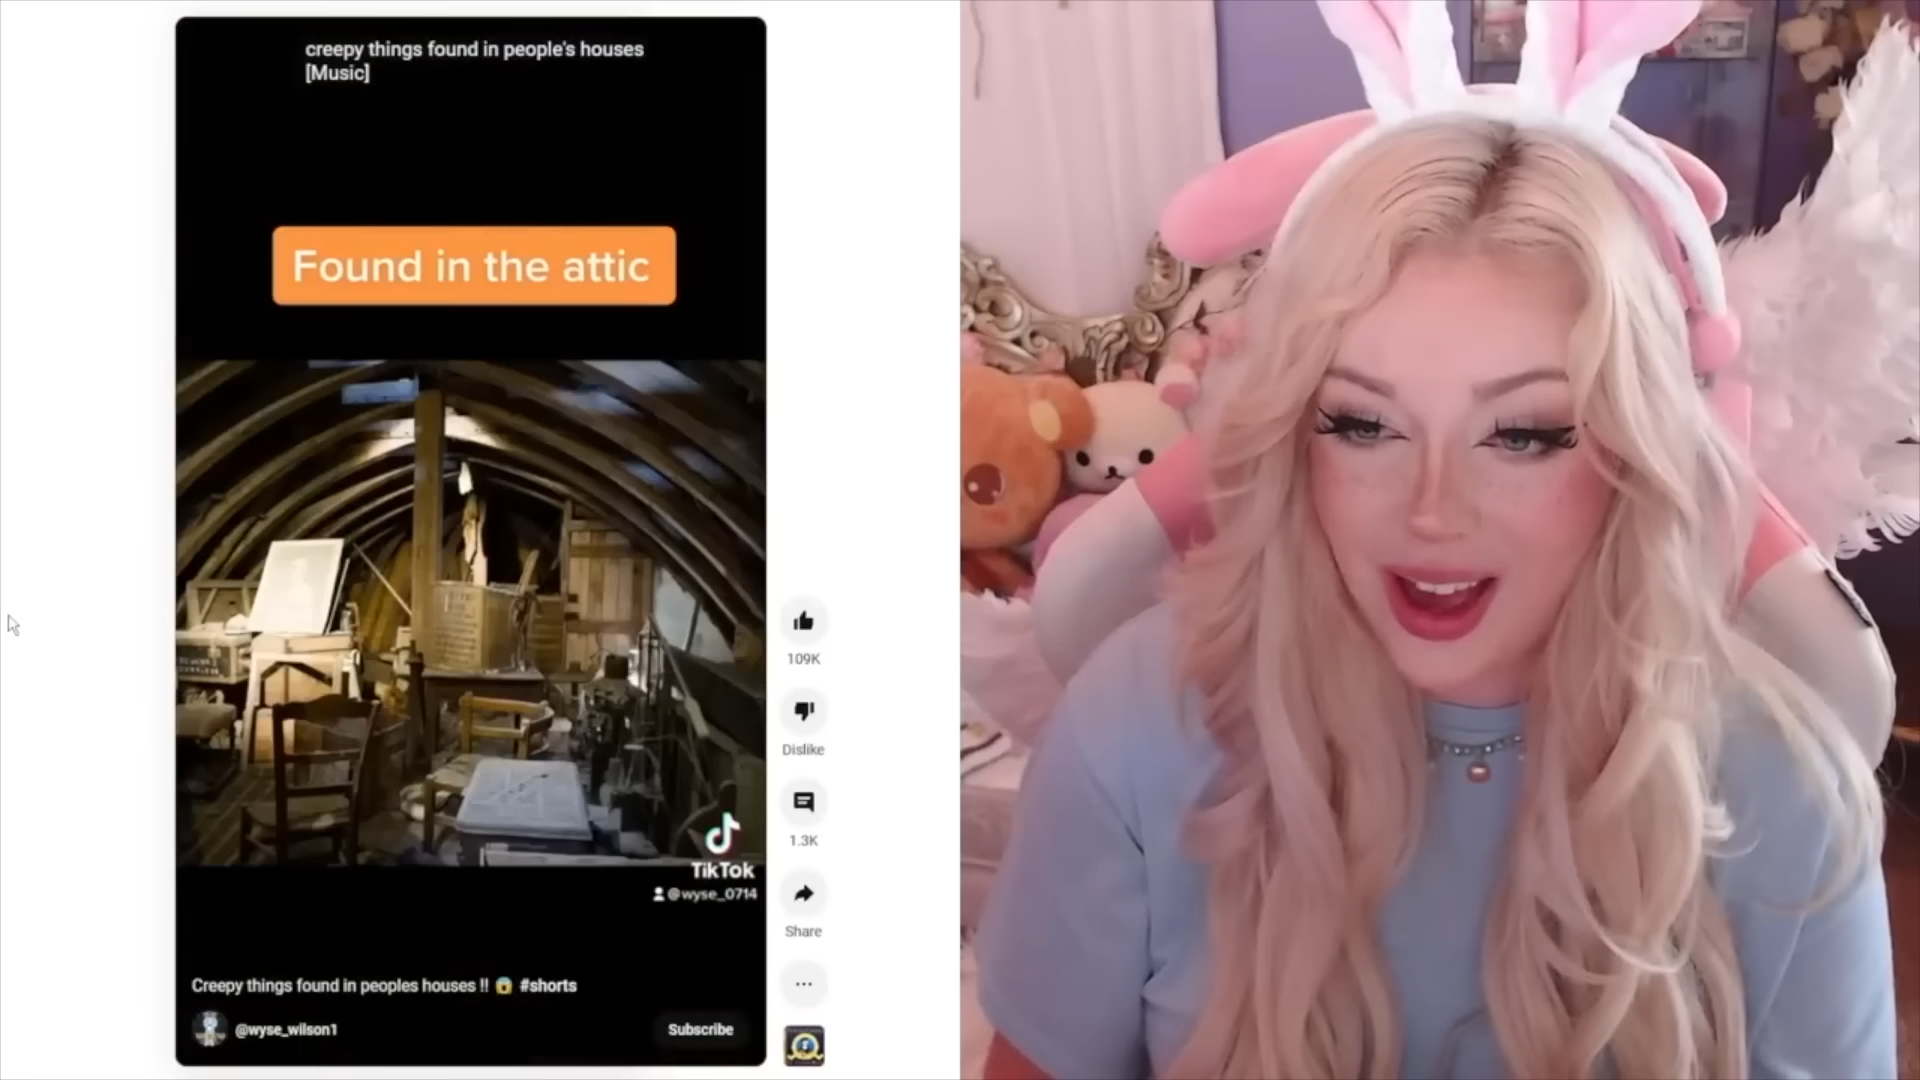 creepy things found in people's houses
[Music]
Found in the attic
109K
Dislike
1.3K
TikTok
@wyse_0714
Share
Creepy things found in peoples houses !! 😱 #shorts
@wyse_wilson1
Subscribe